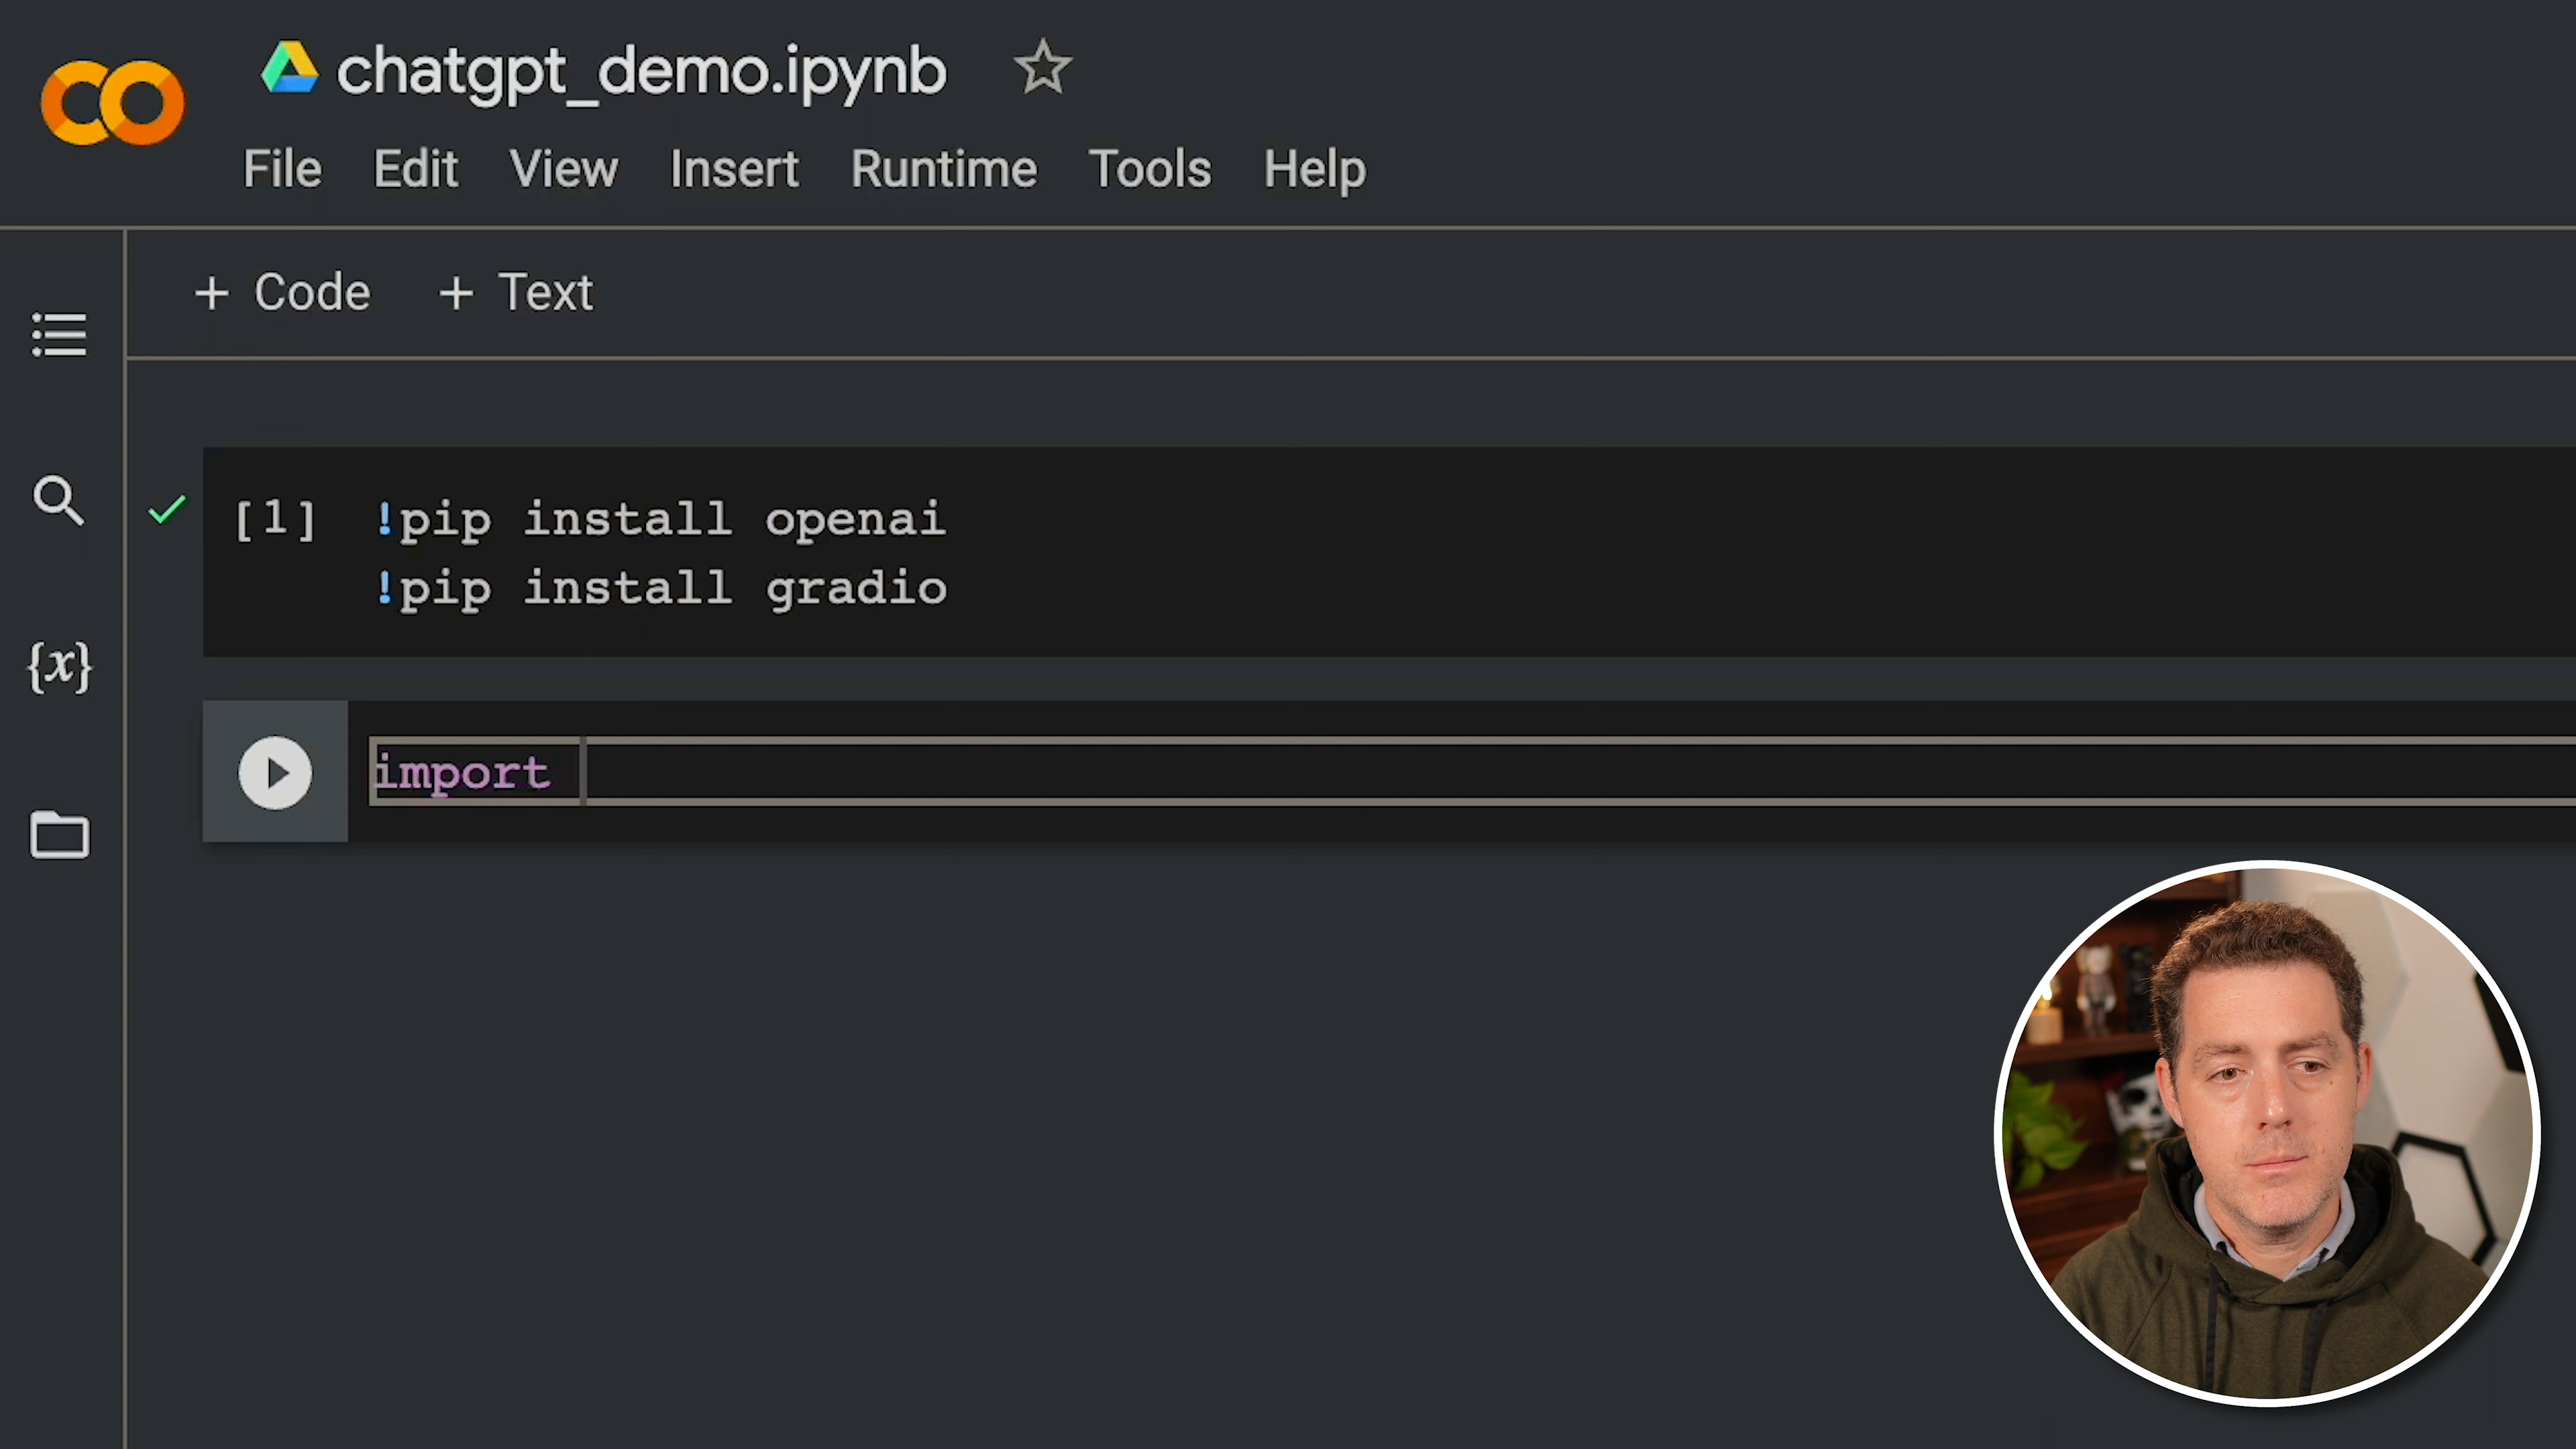 chatgpt_demo.ipynb
File Edit View Insert Runtime Tools Help
+ Code + Text
[1] !pip install openai
!pip install gradio
{x}
import